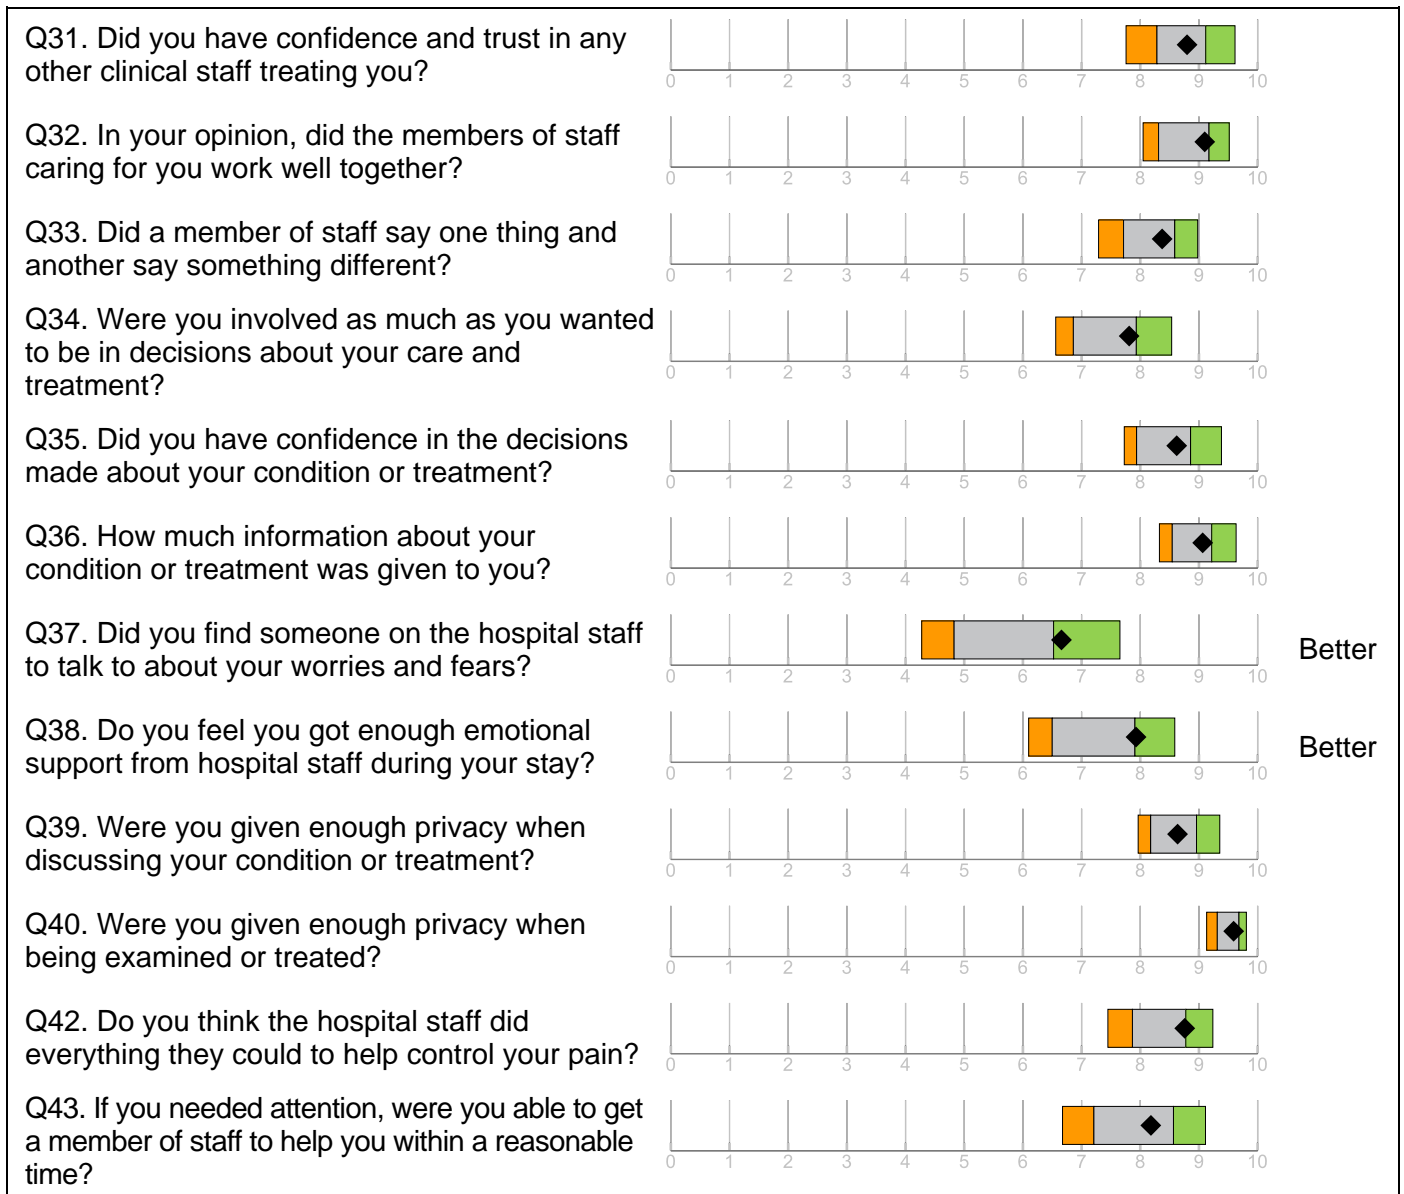 Q31. Did you have confidence and trust in any
other clinical staff treating you?
0 1 2 3 4 5 6 7 8 9 10
Q32. In your opinion, did the members of staff
caring for you work well together?
0 1 2 3 4 5 6 7 8 9 10
Q33. Did a member of staff say one thing and
another say something different?
0 1 2 3 4 5 6 7 8 9 10
Q34. Were you involved as much as you wanted
to be in decisions about your care and
treatment?
0 1 2 3 4 5 6 7 8 9 10
Q35. Did you have confidence in the decisions
made about your condition or treatment?
0 1 2 3 4 5 6 7 8 9 10
Q36. How much information about your
condition or treatment was given to you?
0 1 2 3 4 5 6 7 8 9 10
Q37. Did you find someone on the hospital staff
to talk to about your worries and fears?
Better
0 1 2 3 4 5 6 7 8 9 10
Q38. Do you feel you got enough emotional
support from hospital staff during your stay?
Better
0 1 2 3 4 5 6 7 8 9 10
Q39. Were you given enough privacy when
discussing your condition or treatment?
0 1 2 3 4 5 6 7 8 9 10
Q40. Were you given enough privacy when
being examined or treated?
0 1 2 3 4 5 6 7 8 9 10
Q42. Do you think the hospital staff did
everything they could to help control your pain?
0 1 2 3 4 5 6 7 8 9 10
Q43. If you needed attention, were you able to get
a member of staff to help you within a reasonable
time?
0 1 2 3 4 5 6 7 8 9 10